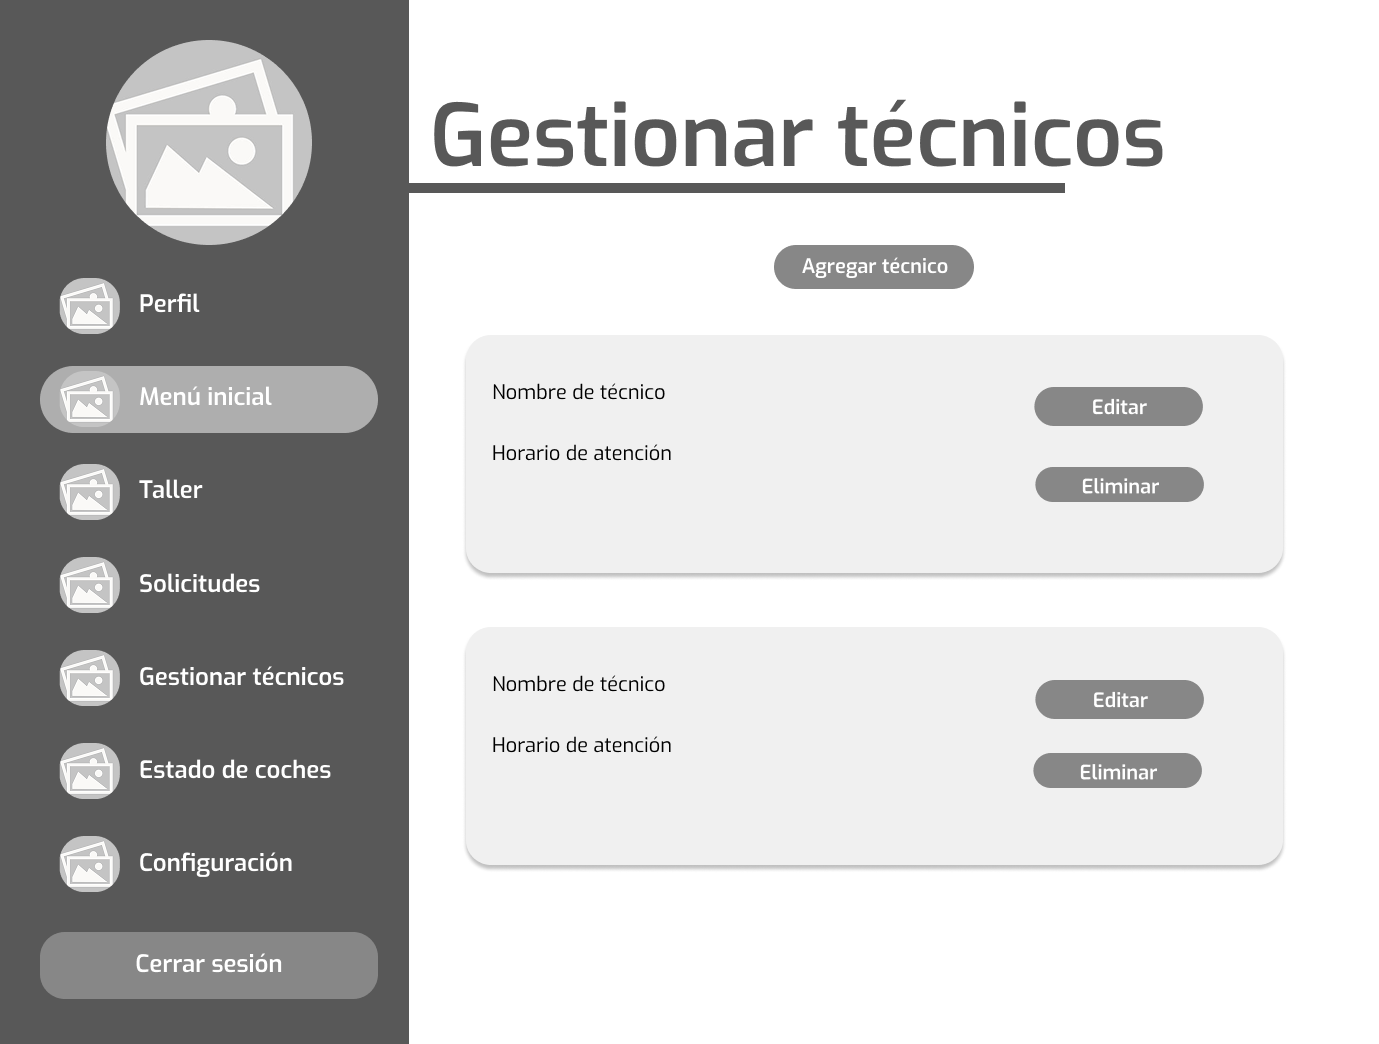 Gestionar técnicos
Perfil
Menú inicial
Taller
Solicitudes
Gestionar técnicos
Estado de coches
Configuración
Cerrar sesión
Agregar técnico
Nombre de técnico
Editar
Horario de atención
Eliminar
Nombre de técnico
Editar
Horario de atención
Eliminar